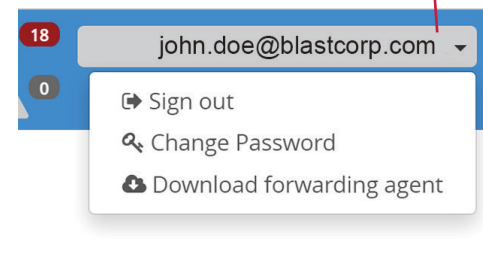 18
john.doe@blastcorp.com
0
Sign out
Change Password
Download forwarding agent